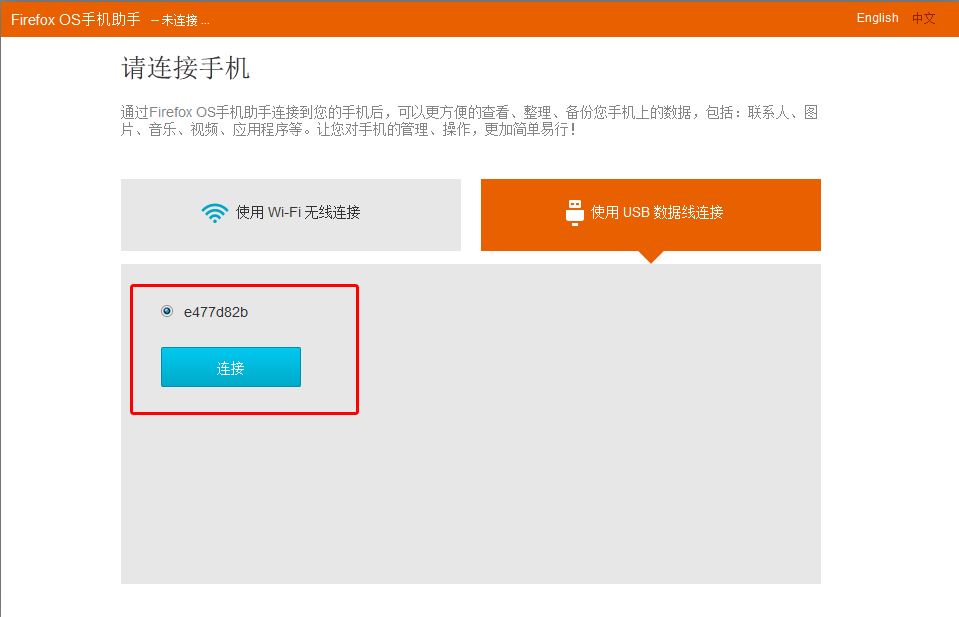 Firefox OS手机助手 -- 未连接 ... English 中文
请连接手机
通过Firefox OS手机助手连接到您的手机后，可以更方便的查看、整理、备份您手机上的数据，包括：联系人、图
片、音乐、视频、应用程序等。让您对手机的管理、操作，更加简单易行！
使用 Wi-Fi 无线连接
使用 USB 数据线连接
e477d82b
连接